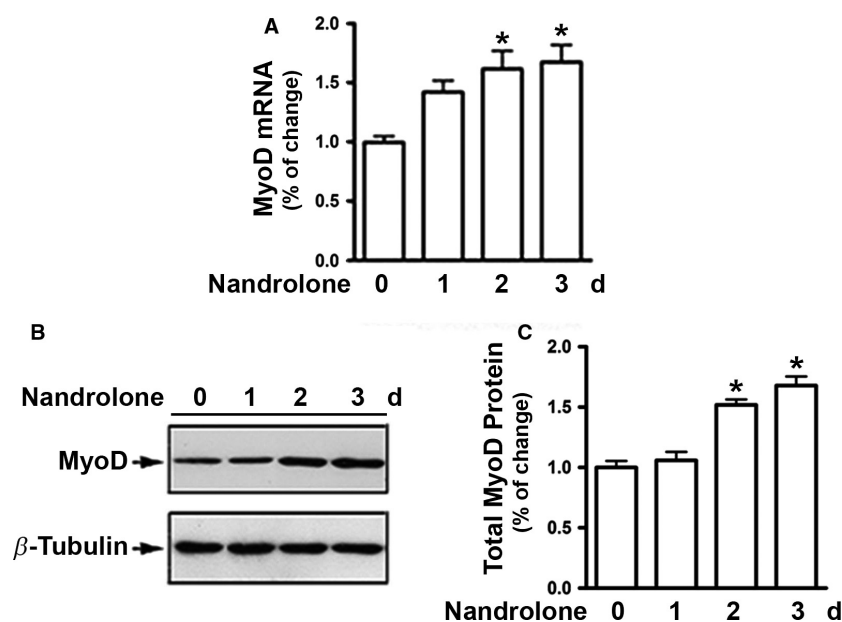 A
MyoD mRNA
(% of change)
2.0
*
*
1.5
1.0
0.5
0.0
Nandrolone 0 1 2 3 d
B
Nandrolone 0 1 2 3 d
MyoD
β-Tubulin
C
Total MyoD Protein
(% of change)
2.0
*
*
1.5
1.0
0.5
0.0
Nandrolone 0 1 2 3 d